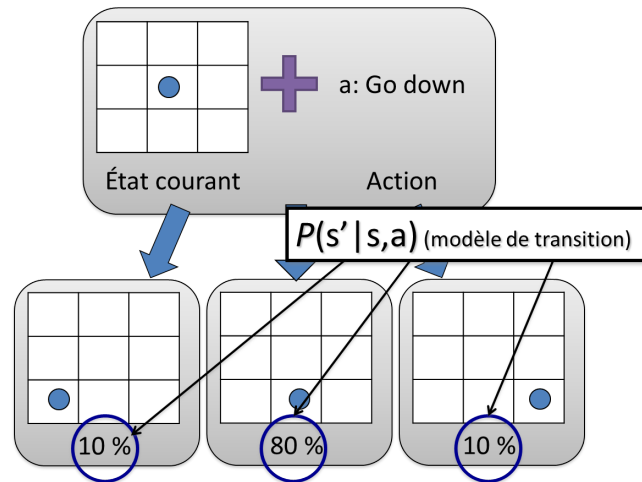 a: Go down
État courant
Action
P(s'|s,a) (modèle de transition)
10 %
80 %
10 %